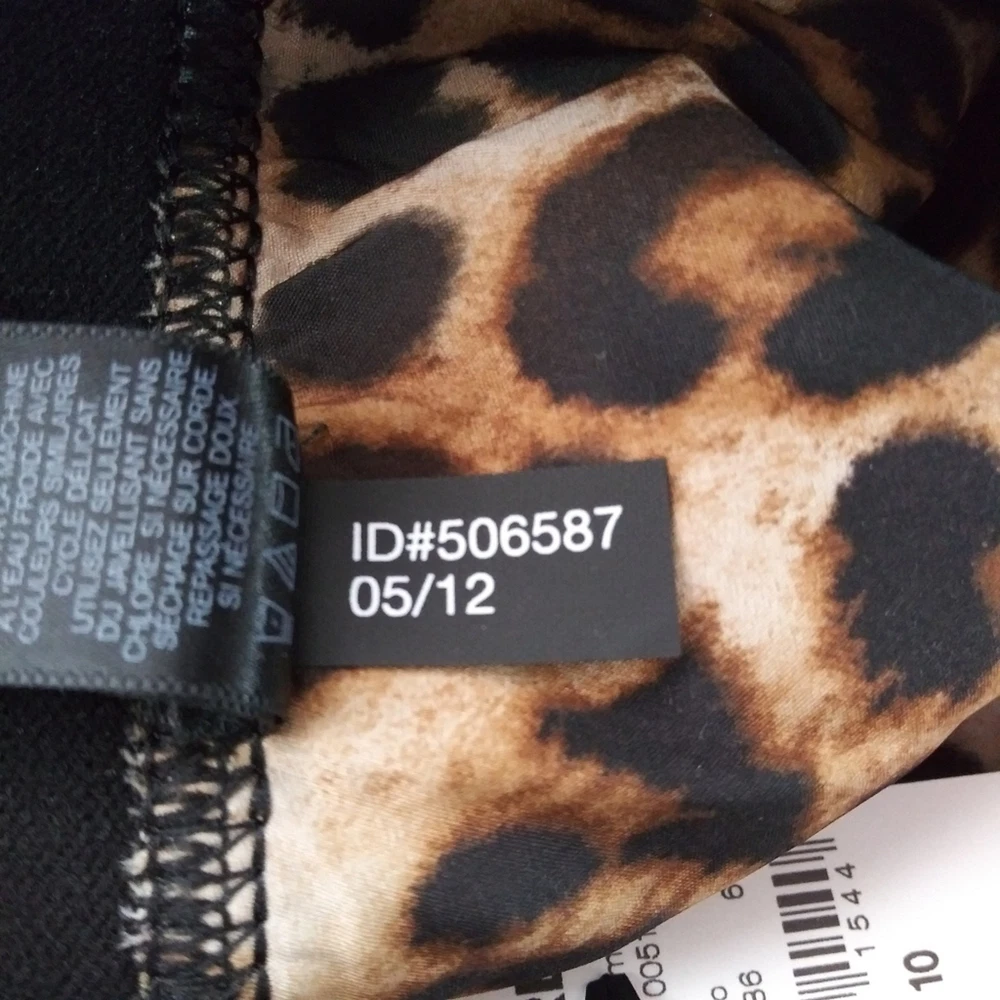 ID#506587
05/12
À L'EAU FROIDE AVEC
COULEURS SIMILAIRES
CYCLE DÉLICAT
UTILISEZ SEULEMENT
DU JAVELLISANT SANS
CHLORE SI NÉCESSAIRE
SÉCHAGE SUR CORDE
REPASSAGE DOUX
SI NÉCESSAIRE
1544
10